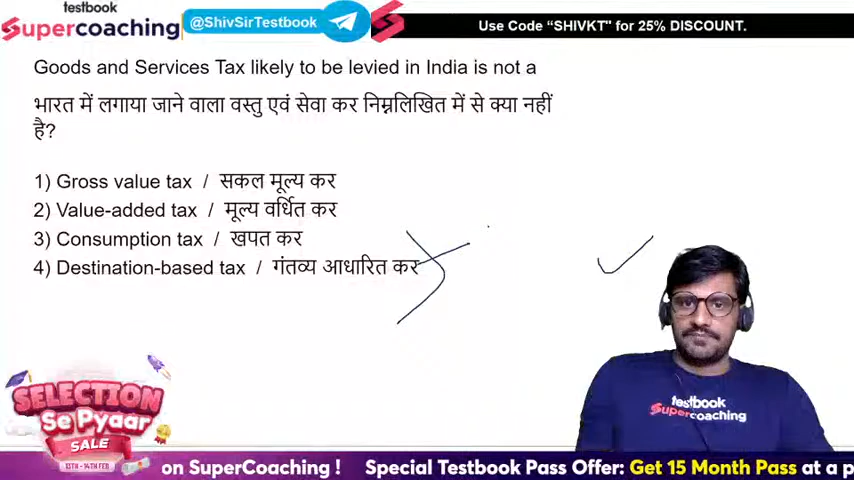 testbook
Supercoaching
@ShivSirTestbook
Use Code “SHIVKT" for 25% DISCOUNT.
Goods and Services Tax likely to be levied in India is not a
भारत में लगाया जाने वाला वस्तु एवं सेवा कर निम्नलिखित में से क्या नहीं
है?
1) Gross value tax / सकल मूल्य कर
2) Value-added tax / मूल्य वर्धित कर
3) Consumption tax / खपत कर
4) Destination-based tax / गंतव्य आधारित कर
testbook
Supercoaching
SELECTION
Se Pyaar
SALE
13TH - 14TH FEB
on SuperCoaching ! Special Testbook Pass Offer: Get 15 Month Pass at a p